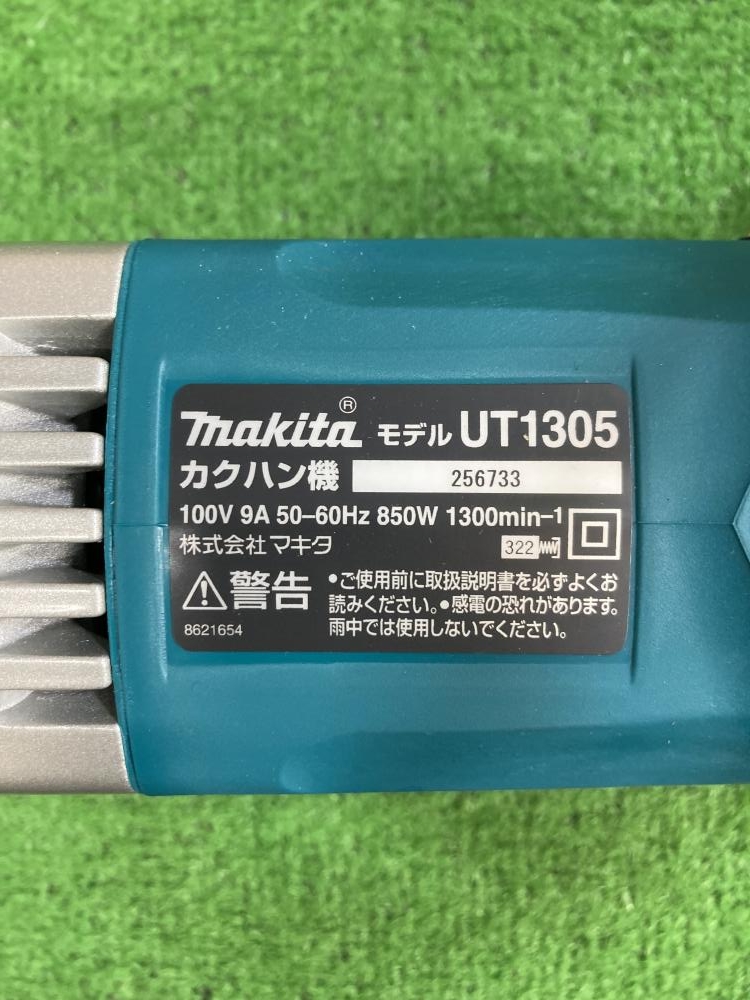 makita® モデル UT1305
カクハン機 256733
100V 9A 50–60Hz 850W 1300min–1
株式会社マキタ 322
警告 •ご使用前に取扱説明書を必ずよくお
読みください。•感電の恐れがあります。
雨中では使用しないでください。
8621654